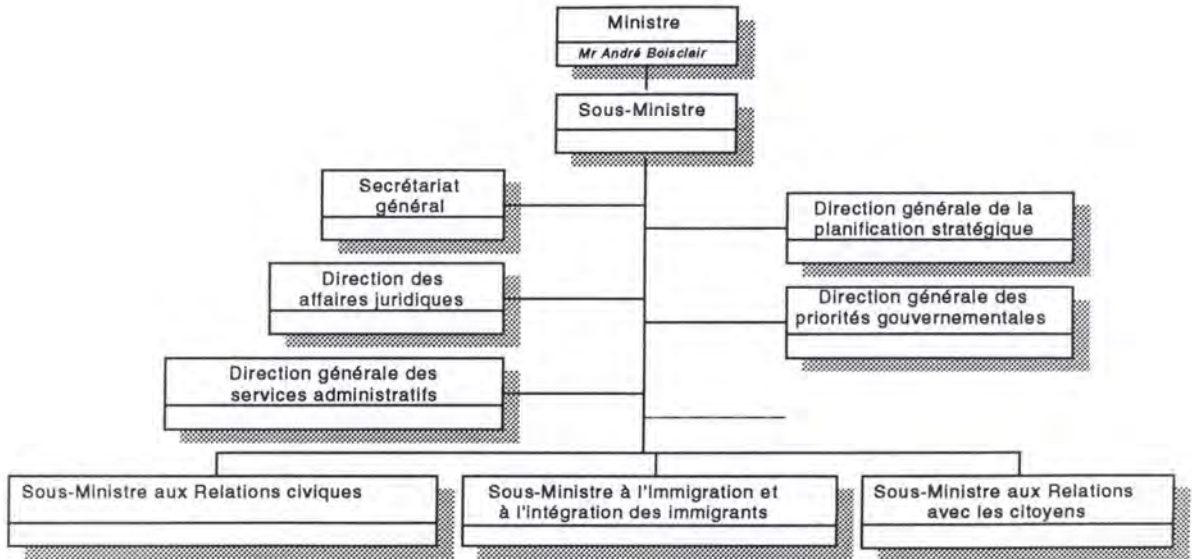 Ministre
Mr André Boisclair
Sous-Ministre
Secrétariat
général
Direction générale de la
planification stratégique
Direction des
affaires juridiques
Direction générale des
priorités gouvernementales
Direction générale des
services administratifs
Sous-Ministre aux Relations civiques
Sous-Ministre à l'Immigration et
à l'intégration des immigrants
Sous-Ministre aux Relations
avec les citoyens